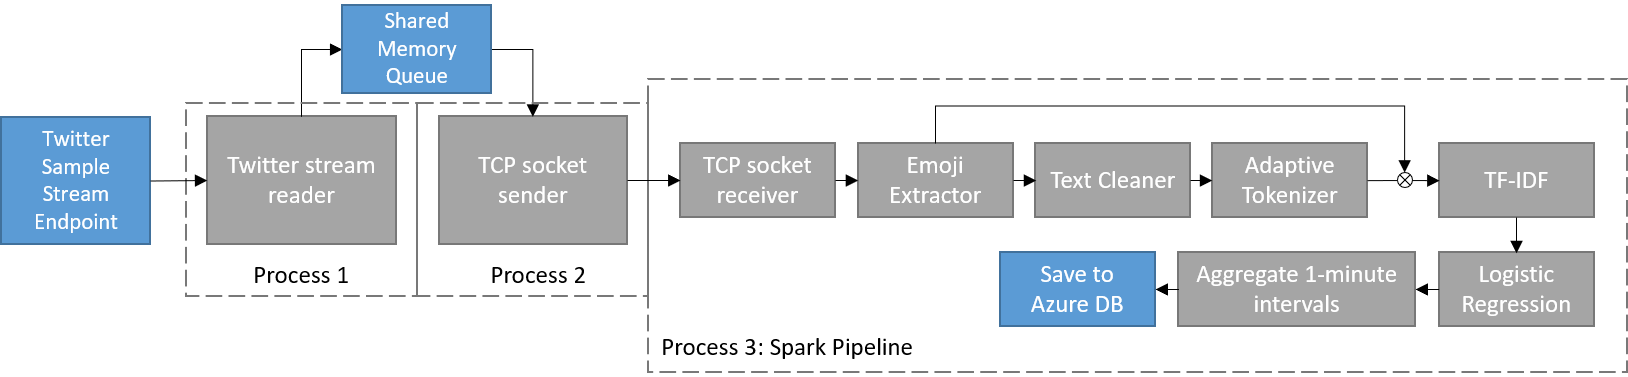 Shared
Memory
Queue
Twitter
Sample
Stream
Endpoint
Twitter stream
reader
Process 1
TCP socket
sender
Process 2
TCP socket
receiver
Emoji
Extractor
Text Cleaner
Adaptive
Tokenizer
TF-IDF
Logistic
Regression
Aggregate 1-minute
intervals
Save to
Azure DB
Process 3: Spark Pipeline